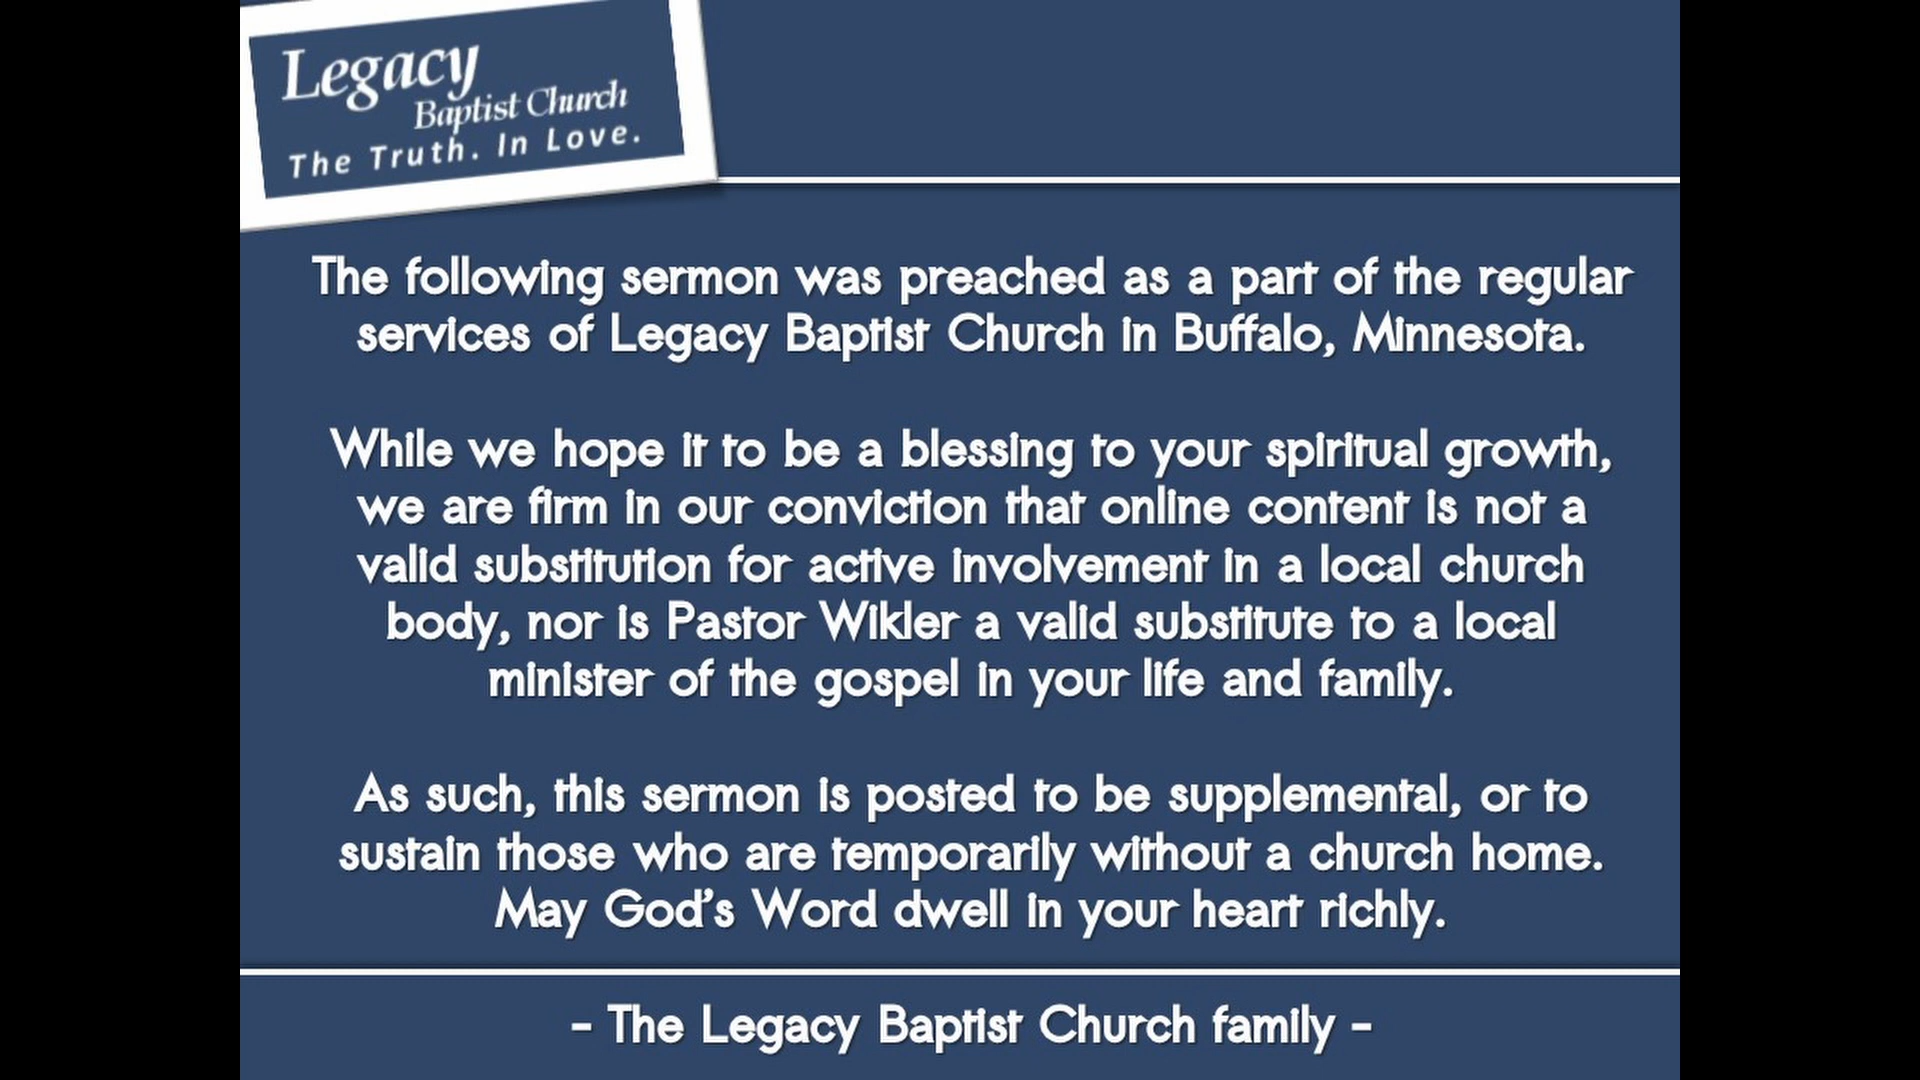 Legacy
Baptist Church
The Truth. In Love.
The following sermon was preached as a part of the regular
services of Legacy Baptist Church in Buffalo, Minnesota.
While we hope it to be a blessing to your spiritual growth,
we are firm in our conviction that online content is not a
valid substitution for active involvement in a local church
body, nor is Pastor Wikler a valid substitute to a local
minister of the gospel in your life and family.
As such, this sermon is posted to be supplemental, or to
sustain those who are temporarily without a church home.
May God’s Word dwell in your heart richly.
- The Legacy Baptist Church family -